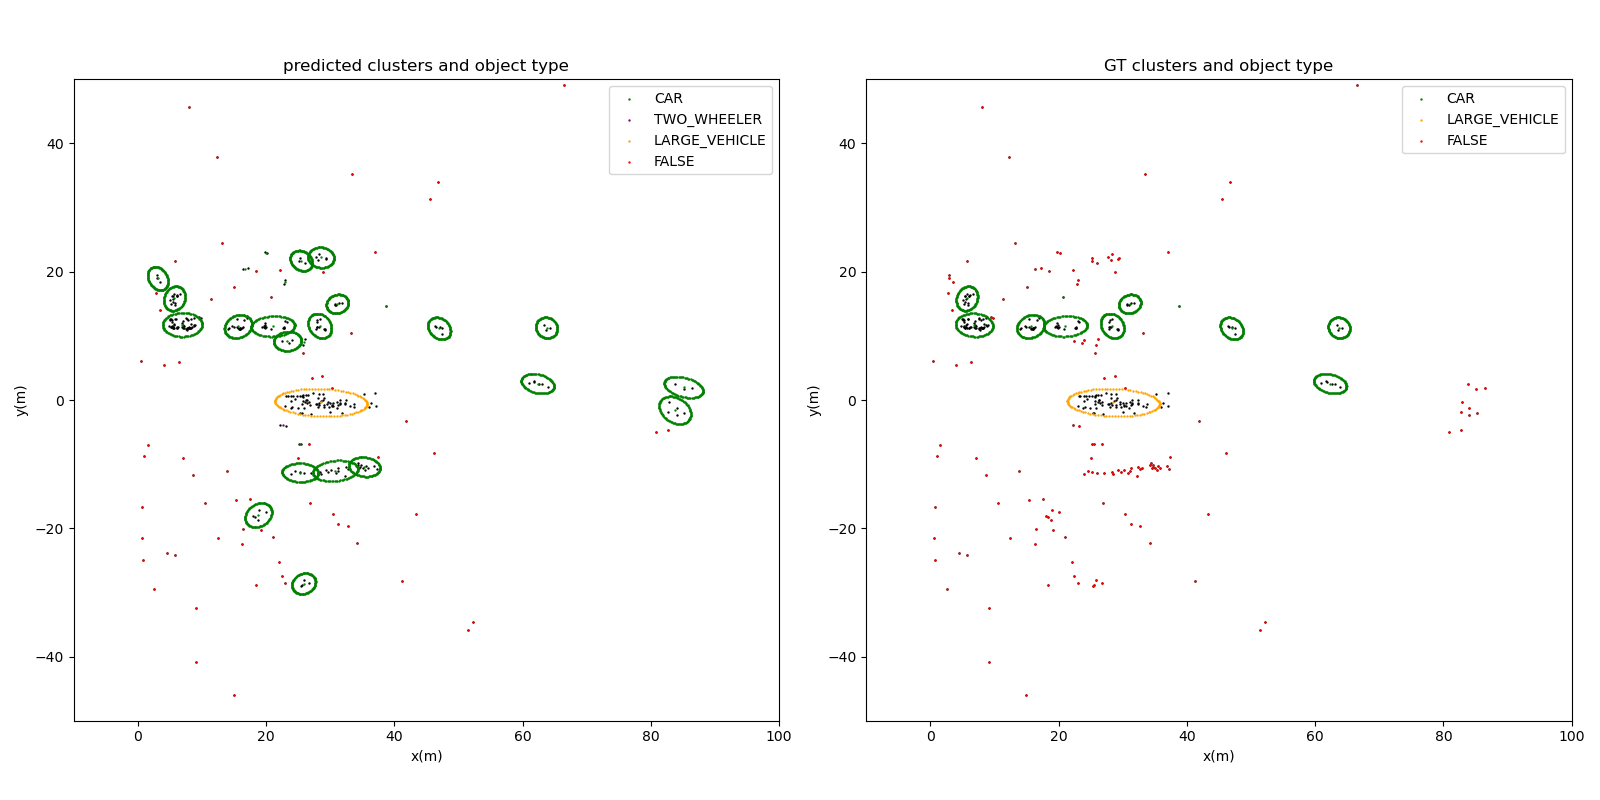 predicted clusters and object type
CAR
TWO_WHEELER
LARGE_VEHICLE
FALSE
y(m)
40
20
0
−20
−40
0
20
40
60
80
100
x(m)
GT clusters and object type
CAR
LARGE_VEHICLE
FALSE
y(m)
40
20
0
−20
−40
0
20
40
60
80
100
x(m)